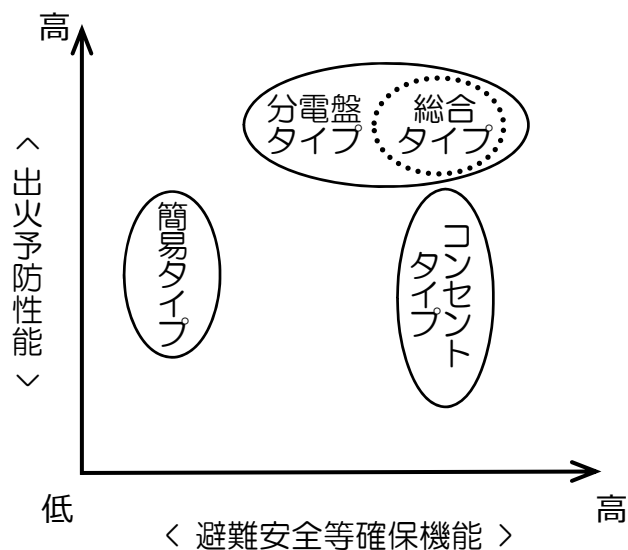 高
分電盤
タイプ
総合
タイプ
簡易タイプ
コンセント
タイプ
〈 出火予防性能 〉
低
高
〈 避難安全等確保機能 〉